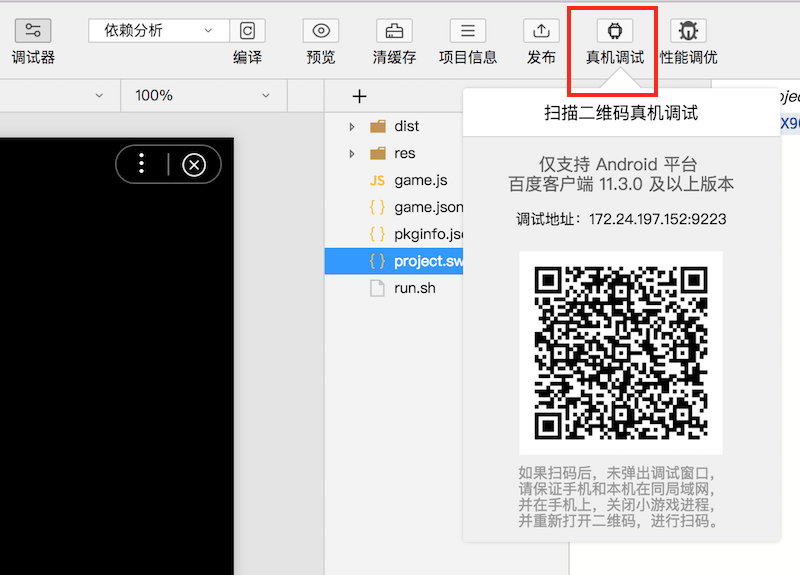 依赖分析
调试器
编译
预览
清缓存
项目信息
发布
真机调试
性能调优
100%
dist
res
JS game.js
{ } game.json
{ } pkginfo.js
{ } project.sw
run.sh
扫描二维码真机调试
仅支持 Android 平台
百度客户端 11.3.0 及以上版本
调试地址：172.24.197.152:9223
如果扫码后，未弹出调试窗口，
请保证手机和本机在同局域网，
并在手机上，关闭小游戏进程，
并重新打开二维码，进行扫码。